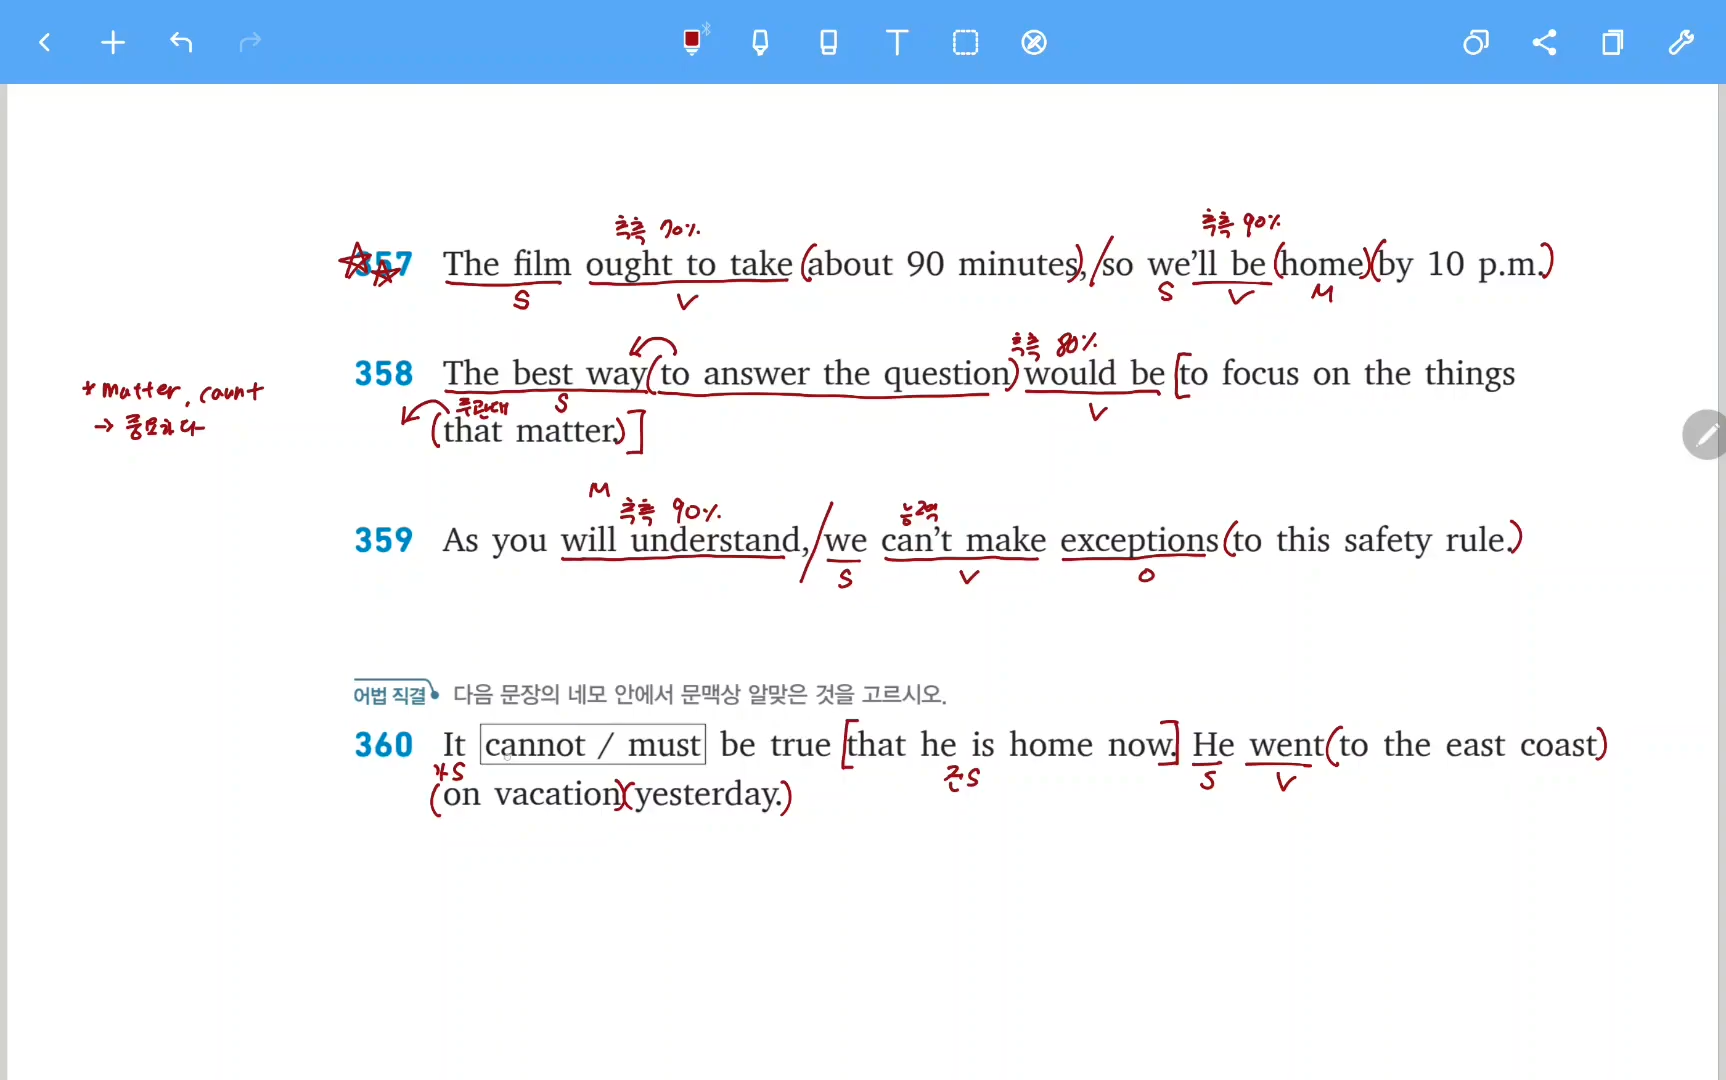 추측 70% 추측 90%
357 The film ought to take (about 90 minutes), / so we'll be (home) (by 10 p.m.)
S V S V M
추측 80%
358 The best way (to answer the question) would be [to focus on the things
* matter, count 주관대 S V
→ 중요하다 (that matter.)]
M
추측 90% 능력
359 As you will understand, / we can't make exceptions (to this safety rule.)
S V O
어법 직결 다음 문장의 네모 안에서 문맥상 알맞은 것을 고르시오.
360 It cannot / must be true [that he is home now.] He went (to the east coast)
가S 진S S V
(on vacation) (yesterday.)